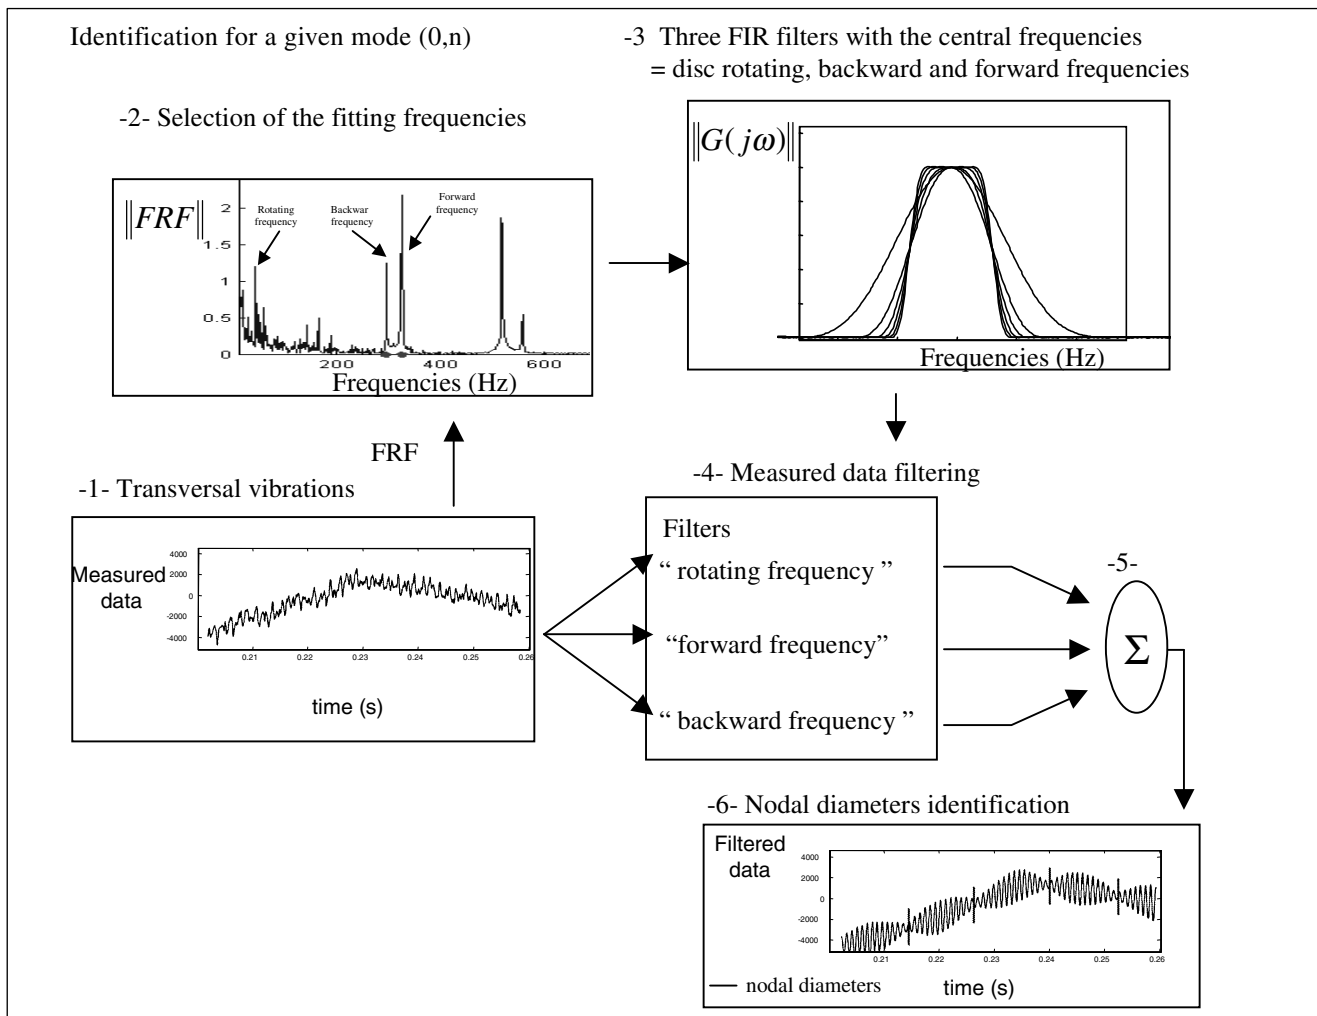 Identification for a given mode (0,n)
-3 Three FIR filters with the central frequencies
= disc rotating, backward and forward frequencies
-2- Selection of the fitting frequencies
||FRF||
2
1.5
1
0.5
0
Rotating
frequency
Backwar
frequency
Forward
frequency
200
400
600
Frequencies (Hz)
||G(jω)||
Frequencies (Hz)
FRF
-1- Transversal vibrations
Measured
data
4000
2000
0
-2000
-4000
0.21
0.22
0.23
0.24
0.25
0.26
time (s)
-4- Measured data filtering
Filters
“ rotating frequency ”
“forward frequency”
“ backward frequency ”
-5-
Σ
-6- Nodal diameters identification
Filtered
data
4000
2000
0
-2000
-4000
0.21
0.22
0.23
0.24
0.25
0.26
nodal diameters
time (s)